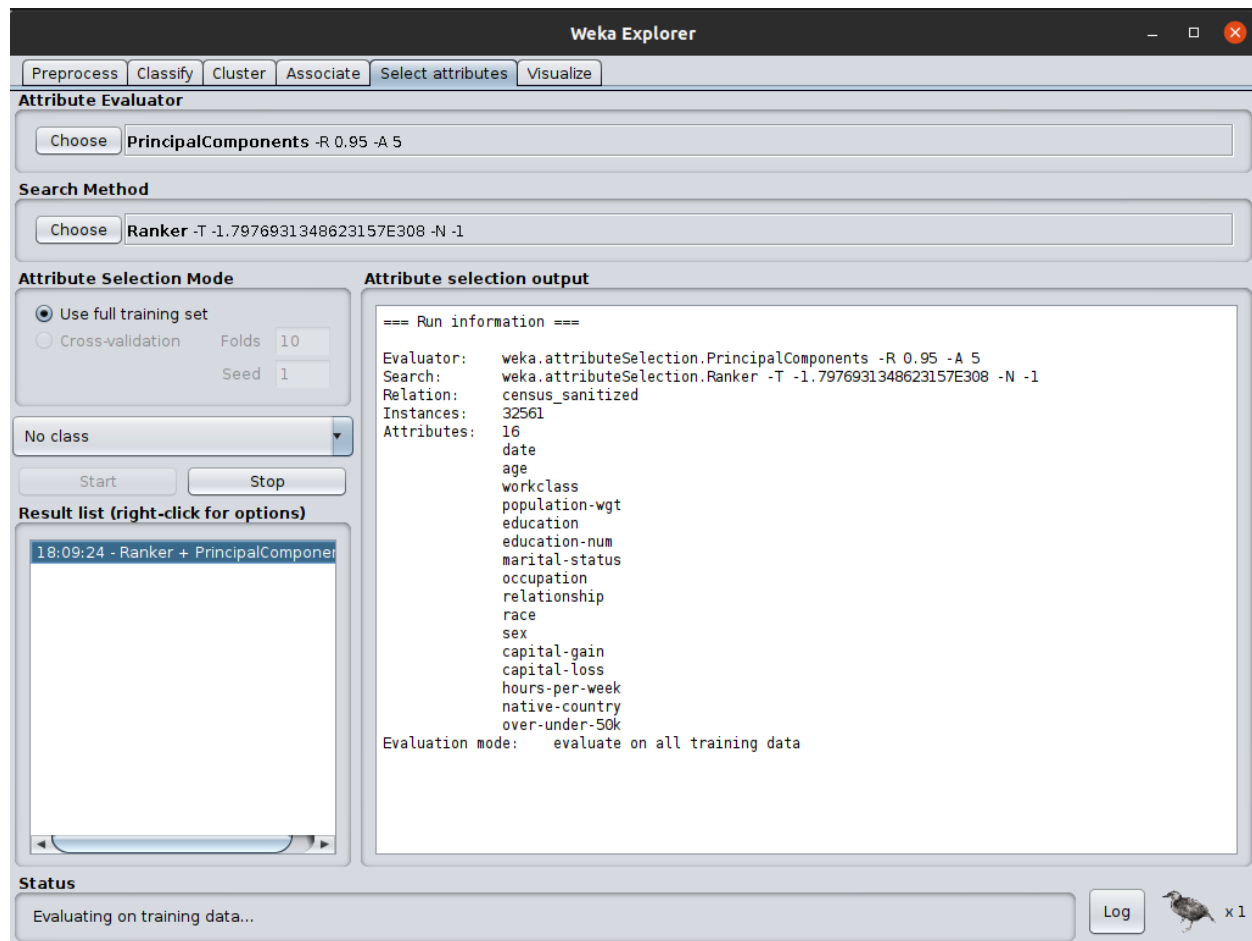 Weka Explorer
Preprocess Classify Cluster Associate Select attributes Visualize
Attribute Evaluator
Choose PrincipalComponents -R 0.95 -A 5
Search Method
Choose Ranker -T -1.7976931348623157E308 -N -1
Attribute Selection Mode
Use full training set
Cross-validation Folds 10
Seed 1
No class
Start Stop
Result list (right-click for options)
18:09:24 - Ranker + PrincipalComponen
Attribute selection output
=== Run information ===
Evaluator: weka.attributeSelection.PrincipalComponents -R 0.95 -A 5
Search: weka.attributeSelection.Ranker -T -1.7976931348623157E308 -N -1
Relation: census_sanitized
Instances: 32561
Attributes: 16
date
age
workclass
population-wgt
education
education-num
marital-status
occupation
relationship
race
sex
capital-gain
capital-loss
hours-per-week
native-country
over-under-50k
Evaluation mode: evaluate on all training data
Status
Evaluating on training data...
Log x 1